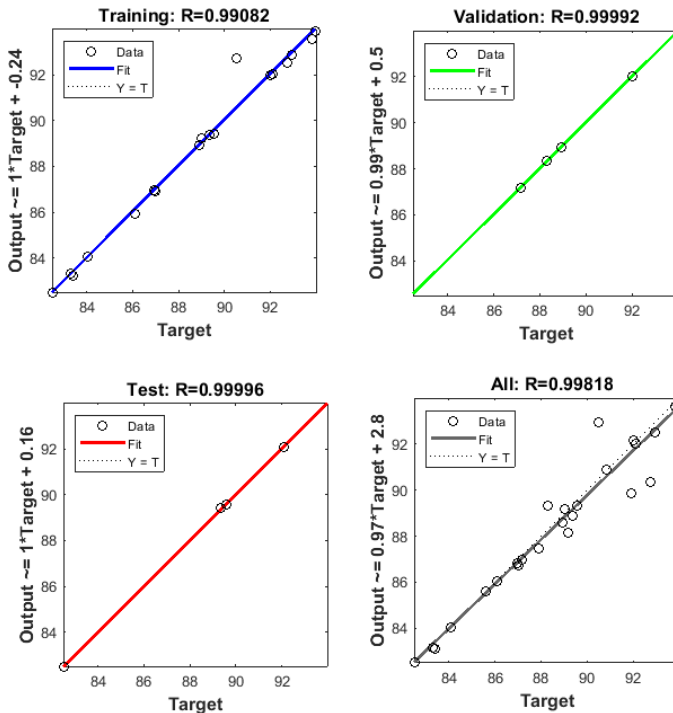 Training: R=0.99082
Output ~= 1*Target + -0.24
92
90
88
86
84
Data
Fit
Y = T
84 86 88 90 92
Target
Validation: R=0.99992
Output ~= 0.99*Target + 0.5
92
90
88
86
84
Data
Fit
Y = T
84 86 88 90 92
Target
Test: R=0.99996
Output ~= 1*Target + 0.16
92
90
88
86
84
Data
Fit
Y = T
84 86 88 90 92
Target
All: R=0.99818
Output ~= 0.97*Target + 2.8
92
90
88
86
84
Data
Fit
Y = T
84 86 88 90 92
Target